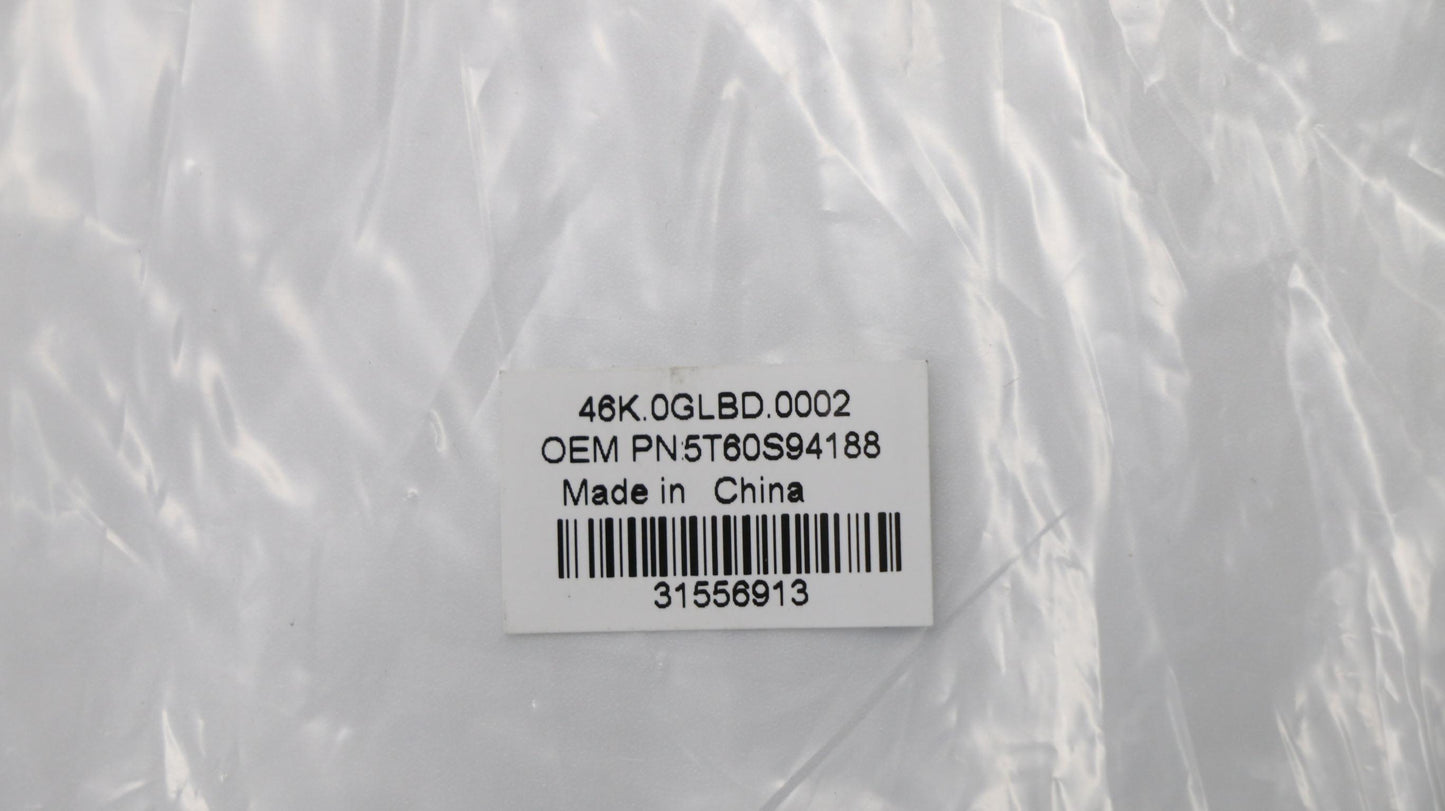 46K.0GLBD.0002
OEM PN:5T60S94188
Made in China
31556913